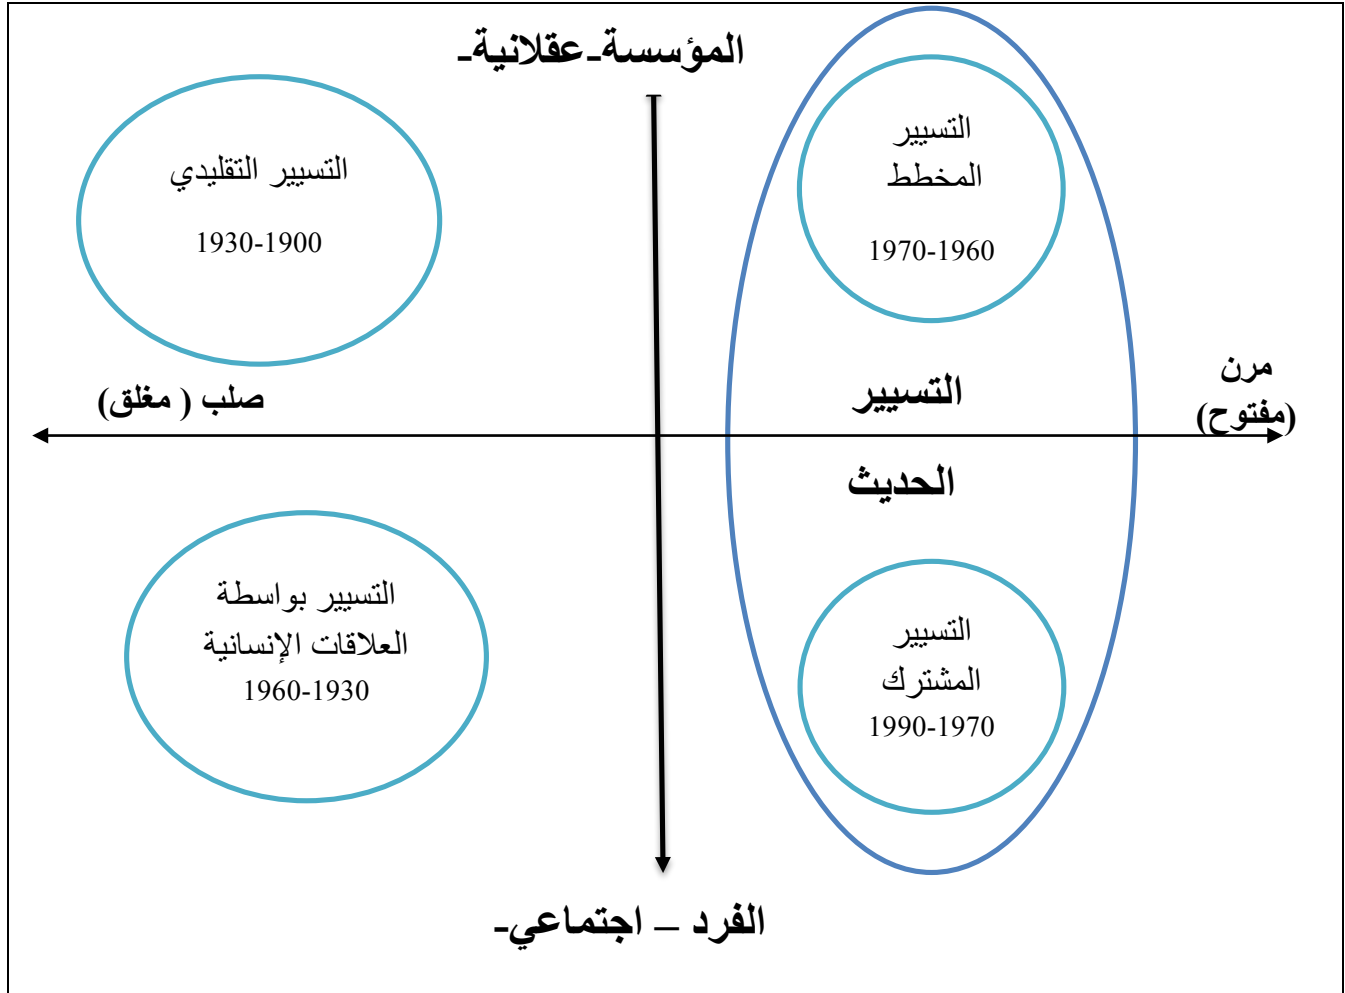 المؤسسة-عقلانية-
التسيير
المخطط
1970-1960
التسيير التقليدي
1930-1900
مرن
(مفتوح)
صلب ( مغلق)
التسيير
الحديث
التسيير
المشترك
1990-1970
التسيير بواسطة
العلاقات الإنسانية
1960-1930
الفرد – اجتماعي-